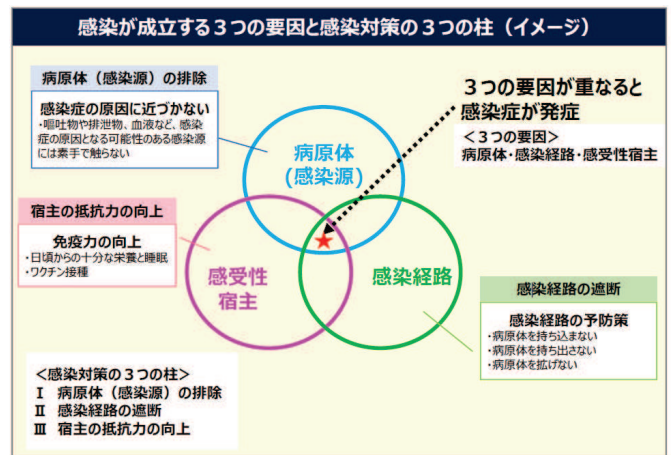 感染が成立する３つの要因と感染対策の３つの柱（イメージ）
病原体（感染源）の排除
感染症の原因に近づかない
・嘔吐物や排泄物、血液など、感染
症の原因となる可能性のある感染源
には素手で触らない
３つの要因が重なると
感染症が発症
＜３つの要因＞
病原体・感染経路・感受性宿主
病原体
（感染源）
宿主の抵抗力の向上
免疫力の向上
・日頃からの十分な栄養と睡眠
・ワクチン接種
感受性
宿主
感染経路
感染経路の遮断
感染経路の予防策
・病原体を持ち込まない
・病原体を持ち出さない
・病原体を拡げない
＜感染対策の３つの柱＞
Ⅰ 病原体（感染源）の排除
Ⅱ 感染経路の遮断
Ⅲ 宿主の抵抗力の向上